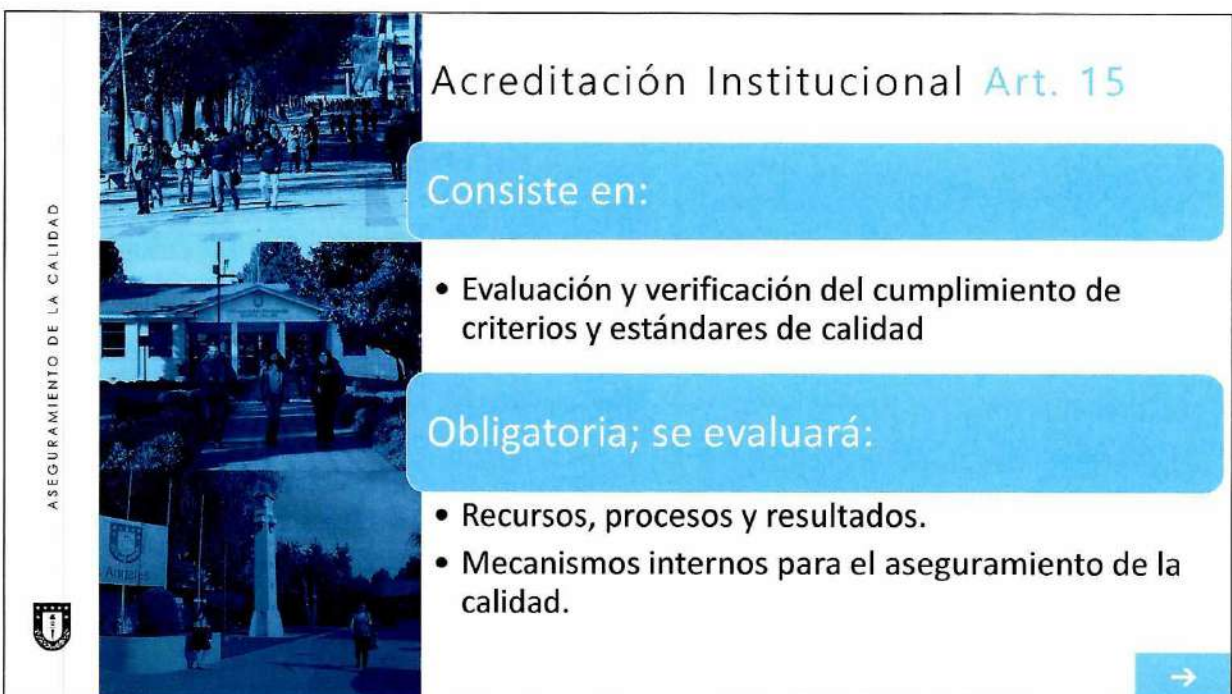 Acreditación Institucional Art. 15
ASEGURAMIENTO DE LA CALIDAD
Consiste en:
• Evaluación y verificación del cumplimiento de
criterios y estándares de calidad
Obligatoria; se evaluará:
• Recursos, procesos y resultados.
• Mecanismos internos para el aseguramiento de la
calidad.